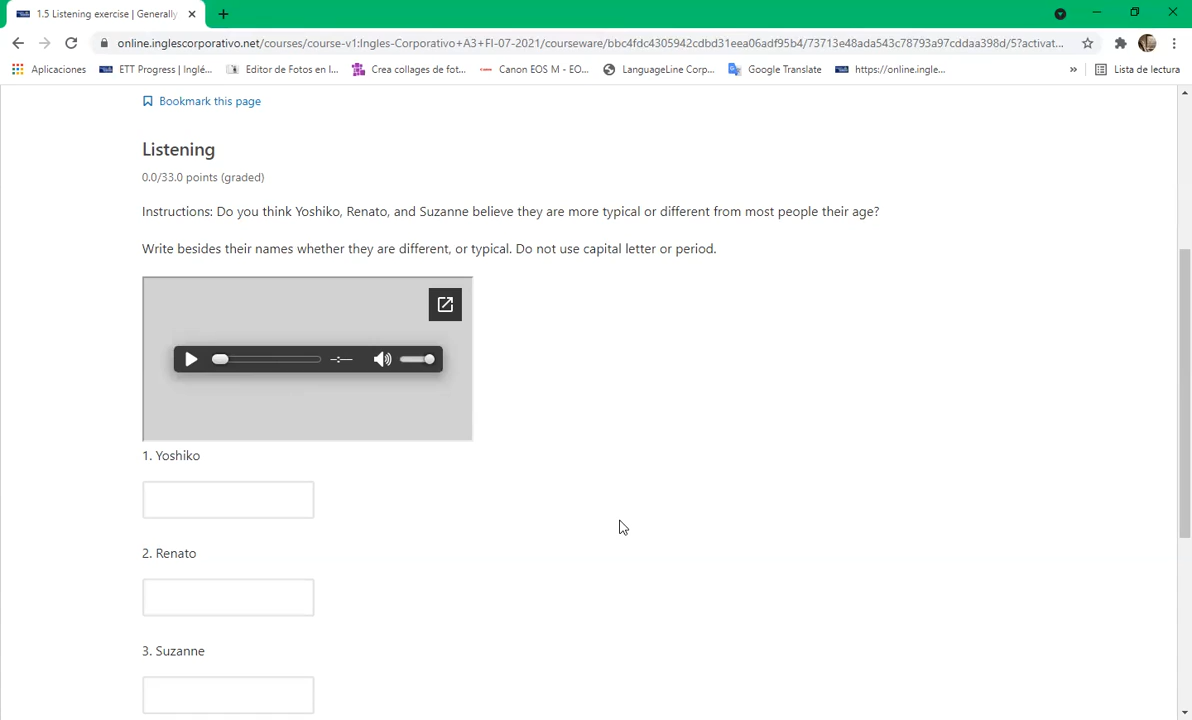 1.5 Listening exercise | Generally
online.inglescorporativo.net/courses/course-v1:Ingles-Corporativo+A3+FI-07-2021/courseware/bbc4fdc4305942cdbd31eea06adf95b4/73713e48ada543c78793a97cddaa398d/5?activat...
Aplicaciones ETT Progress | Inglé... Editor de Fotos en l... Crea collages de fot... Canon EOS M - EO... LanguageLine Corp... Google Translate https://online.ingle... » Lista de lectura
Bookmark this page
Listening
0.0/33.0 points (graded)
Instructions: Do you think Yoshiko, Renato, and Suzanne believe they are more typical or different from most people their age?
Write besides their names whether they are different, or typical. Do not use capital letter or period.
-:--
1. Yoshiko
2. Renato
3. Suzanne